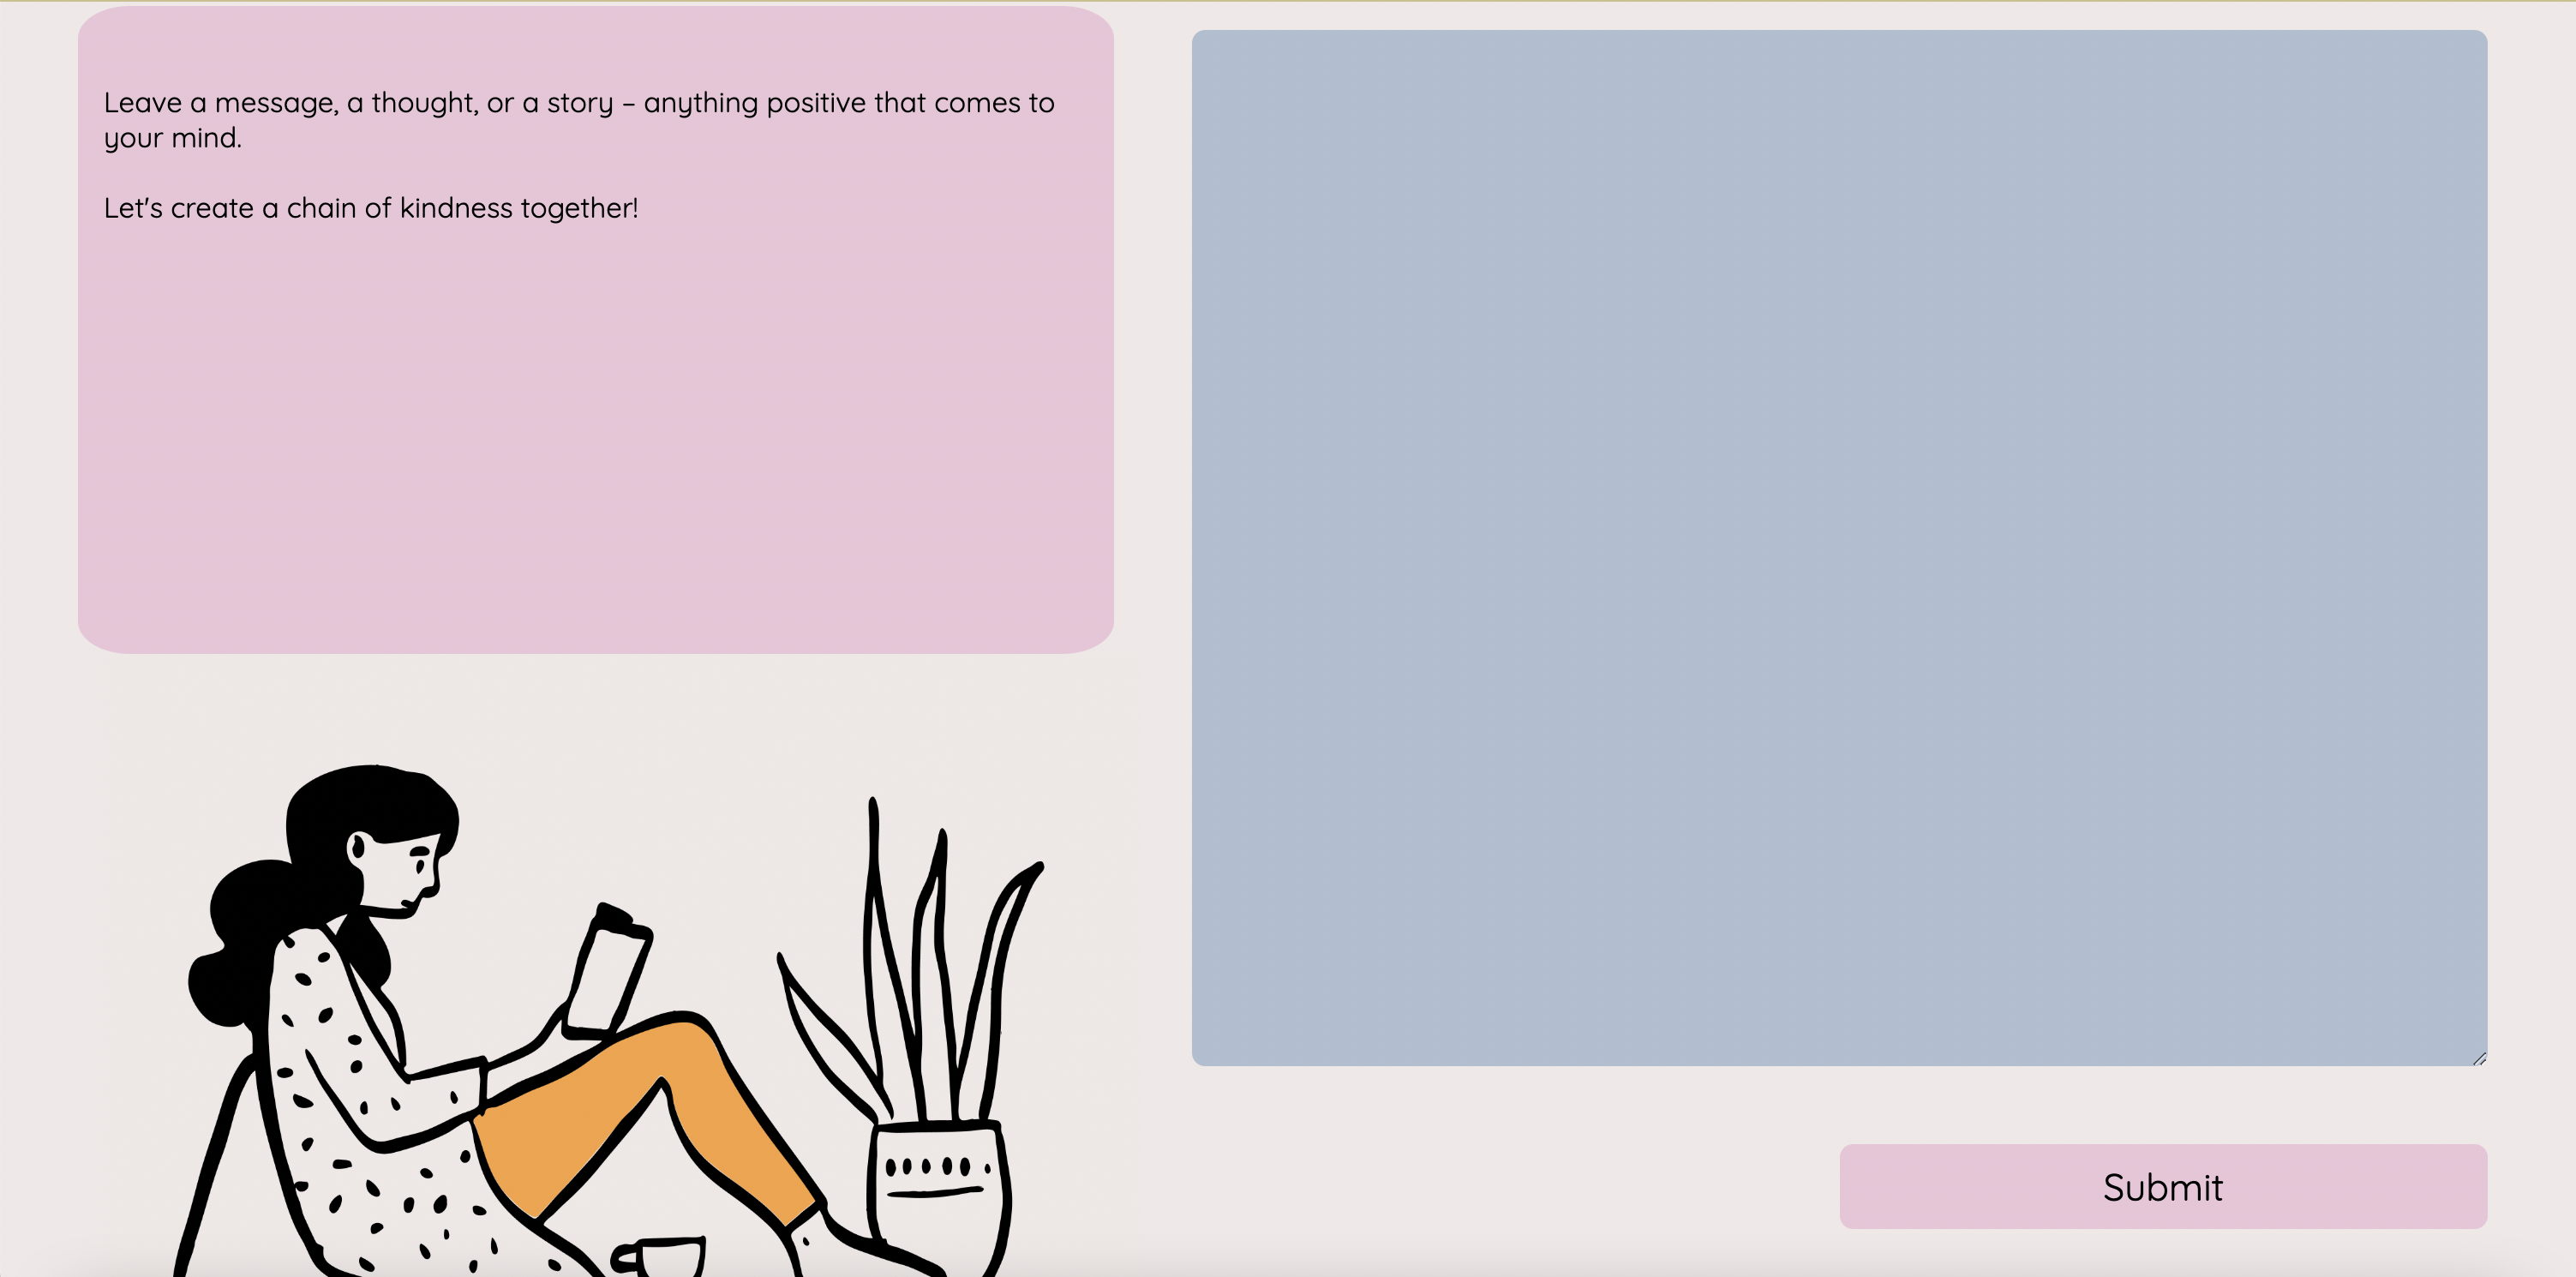 Leave a message, a thought, or a story – anything positive that comes to
your mind.
Let's create a chain of kindness together!
Submit